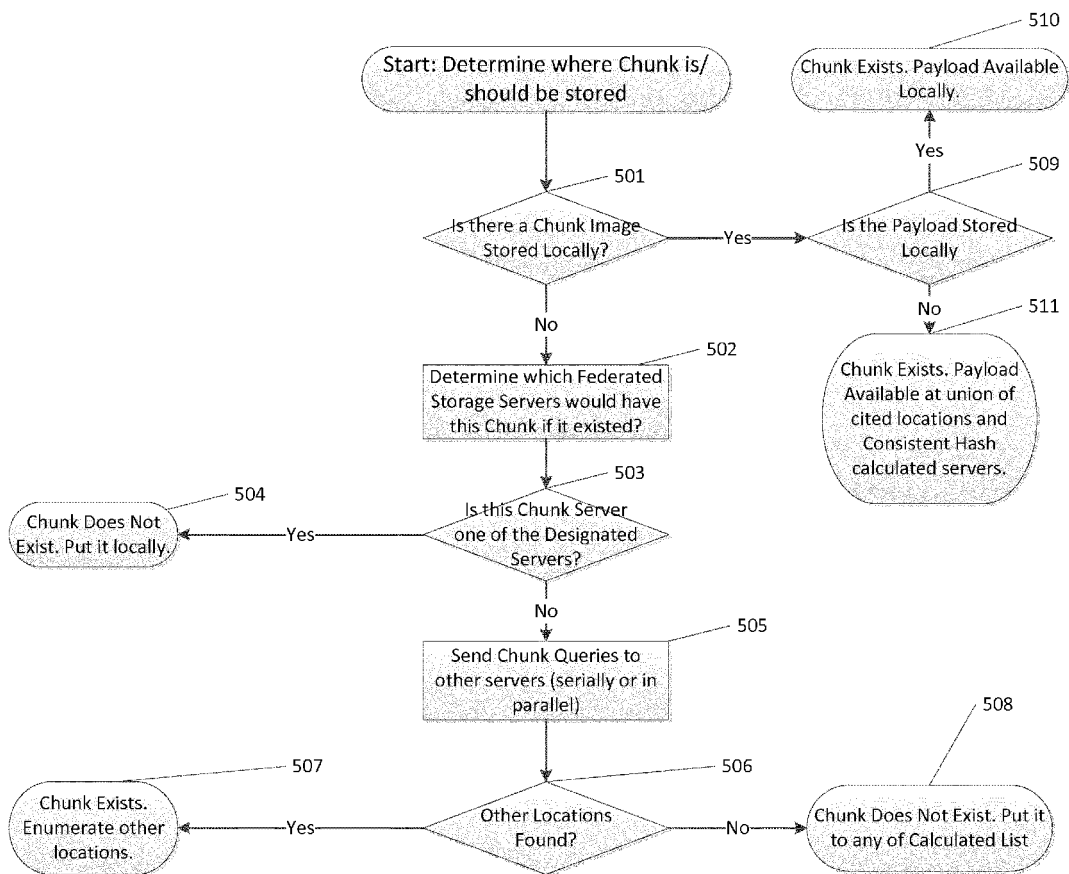 510
Start: Determine where Chunk is/
should be stored
Chunk Exists. Payload Available
Locally.
Yes
509
501
Is there a Chunk Image
Stored Locally?
Yes
Is the Payload Stored
Locally
No
511
No
502
Determine which Federated
Storage Servers would have
this Chunk if it existed?
Chunk Exists. Payload
Available at union of
cited locations and
Consistent Hash
calculated servers.
503
504
Is this Chunk Server
one of the Designated
Servers?
Yes
Chunk Does Not
Exist. Put it locally.
No
505
Send Chunk Queries to
other servers (serially or in
parallel)
508
507
506
Chunk Exists.
Enumerate other
locations.
Yes
Other Locations
Found?
No
Chunk Does Not Exist. Put it
to any of Calculated List